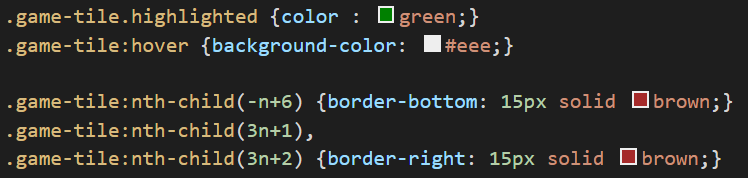 .game-tile.highlighted {color : green;}
.game-tile:hover {background-color: #eee;}
.game-tile:nth-child(-n+6) {border-bottom: 15px solid brown;}
.game-tile:nth-child(3n+1),
.game-tile:nth-child(3n+2) {border-right: 15px solid brown;}